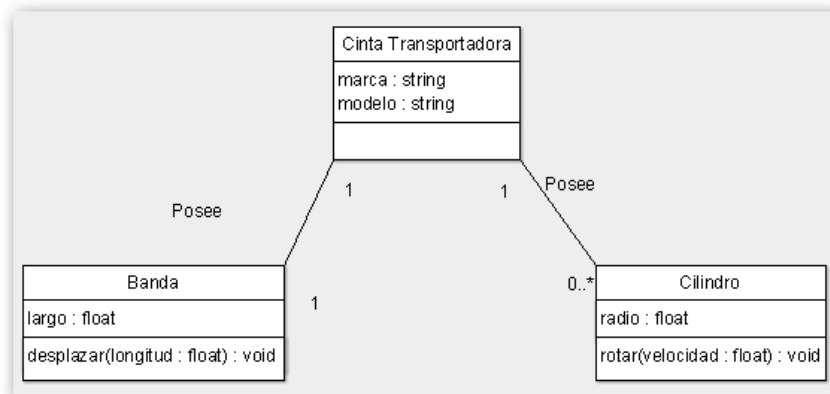 Cinta Transportadora
marca : string
modelo : string
1
1
Posee
Posee
Banda
largo : float
desplazar(longitud : float) : void
1
0..*
Cilindro
radio : float
rotar(velocidad : float) : void